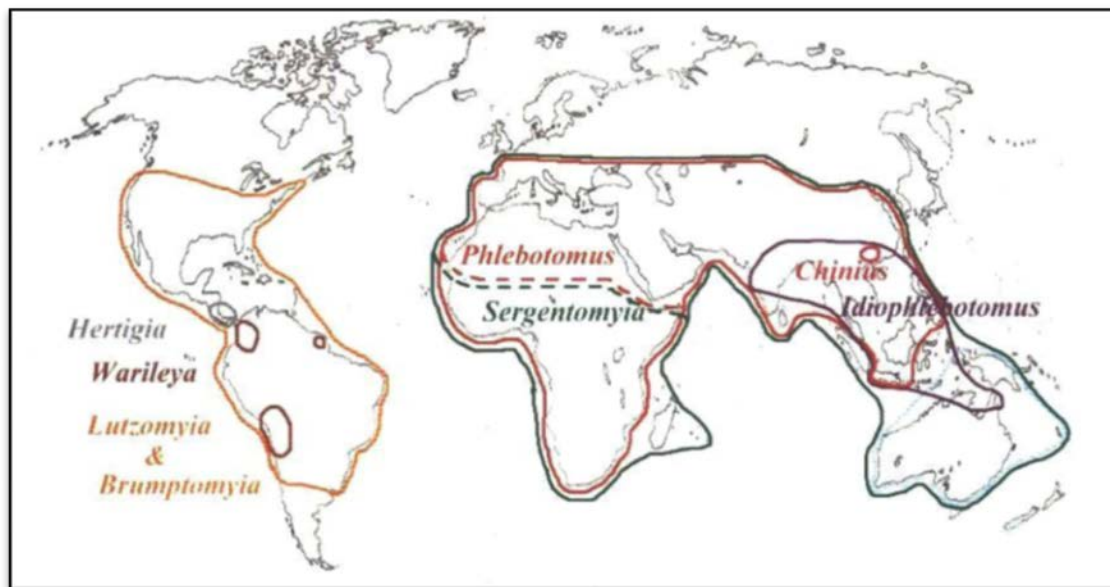 Phlebotomus
Chinius
Sergentomyia
Idiophlebotomus
Hertigia
Warileya
Lutzomyia
&
Brumptomyia